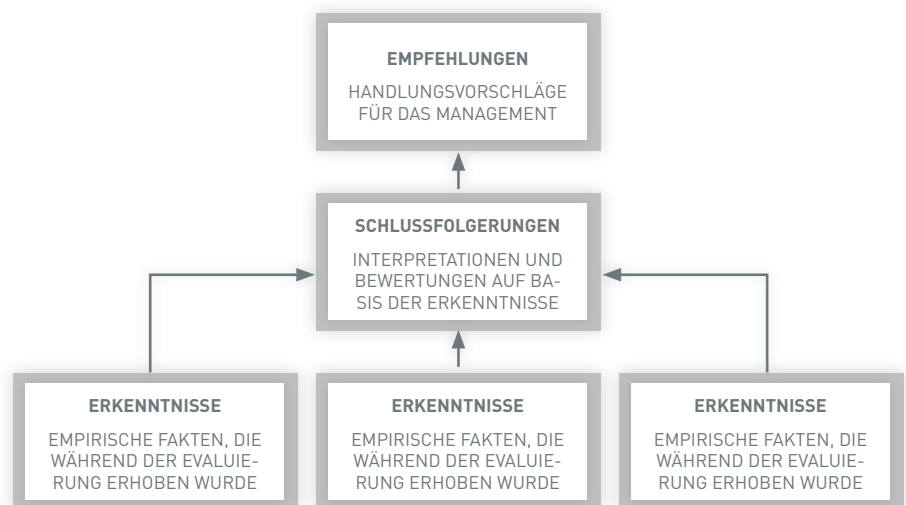 EMPFEHLUNGEN
HANDLUNGSVORSCHLÄGE
FÜR DAS MANAGEMENT
SCHLUSSFOLGERUNGEN
INTERPRETATIONEN UND
BEWERTUNGEN AUF BA-
SIS DER ERKENNTNISSE
ERKENNTNISSE
EMPIRISCHE FAKTEN, DIE
WÄHREND DER EVALUIE-
RUNG ERHOBEN WURDE
ERKENNTNISSE
EMPIRISCHE FAKTEN, DIE
WÄHREND DER EVALUIE-
RUNG ERHOBEN WURDE
ERKENNTNISSE
EMPIRISCHE FAKTEN, DIE
WÄHREND DER EVALUIE-
RUNG ERHOBEN WURDE